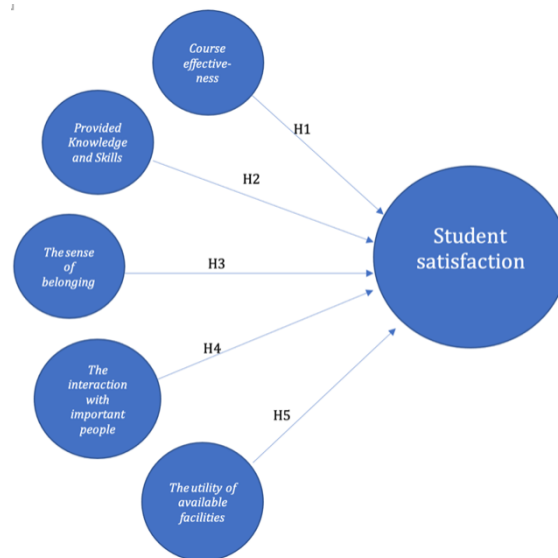 Course
effective-
ness
H1
Provided
Knowledge
and Skills
H2
Student
satisfaction
The sense
of
belonging
H3
The
interaction
with
important
people
H4
H5
The utility of
available
facilities